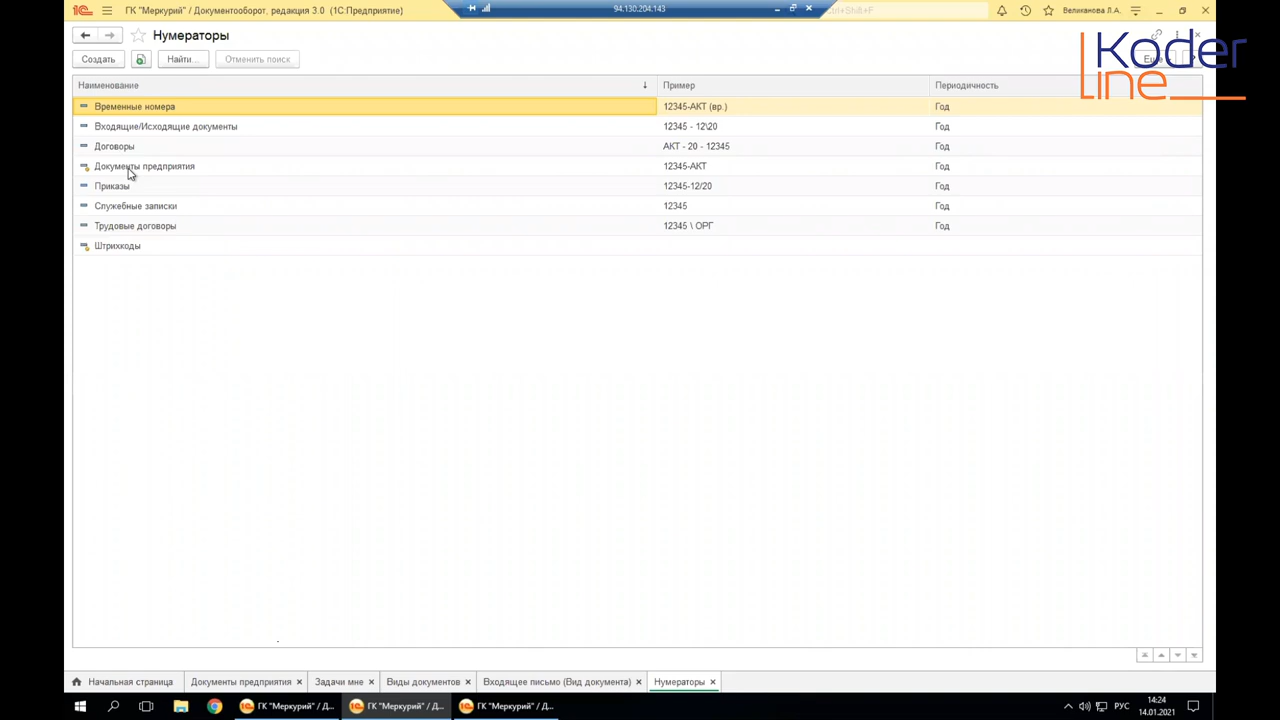 ГК "Меркурий" / Документооборот, редакция 3.0 (1С:Предприятие)
94.130.204.143
Ctrl+Shift+F
Великанова Л.А.
Нумераторы
Koder
line
Создать
Найти...
Отменить поиск
Наименование
Пример
Периодичность
Временные номера
12345-АКТ (вр.)
Год
Входящие/Исходящие документы
12345 - 12\20
Год
Договоры
АКТ - 20 - 12345
Год
Документы предприятия
12345-АКТ
Год
Приказы
12345-12/20
Год
Служебные записки
12345
Год
Трудовые договоры
12345 \ ОРГ
Год
Штрихкоды
Начальная страница
Документы предприятия
Задачи мне
Виды документов
Входящее письмо (Вид документа)
Нумераторы
ГК "Меркурий" / Д...
ГК "Меркурий" / Д...
ГК "Меркурий" / Д...
РУС
14:24
14.01.2021